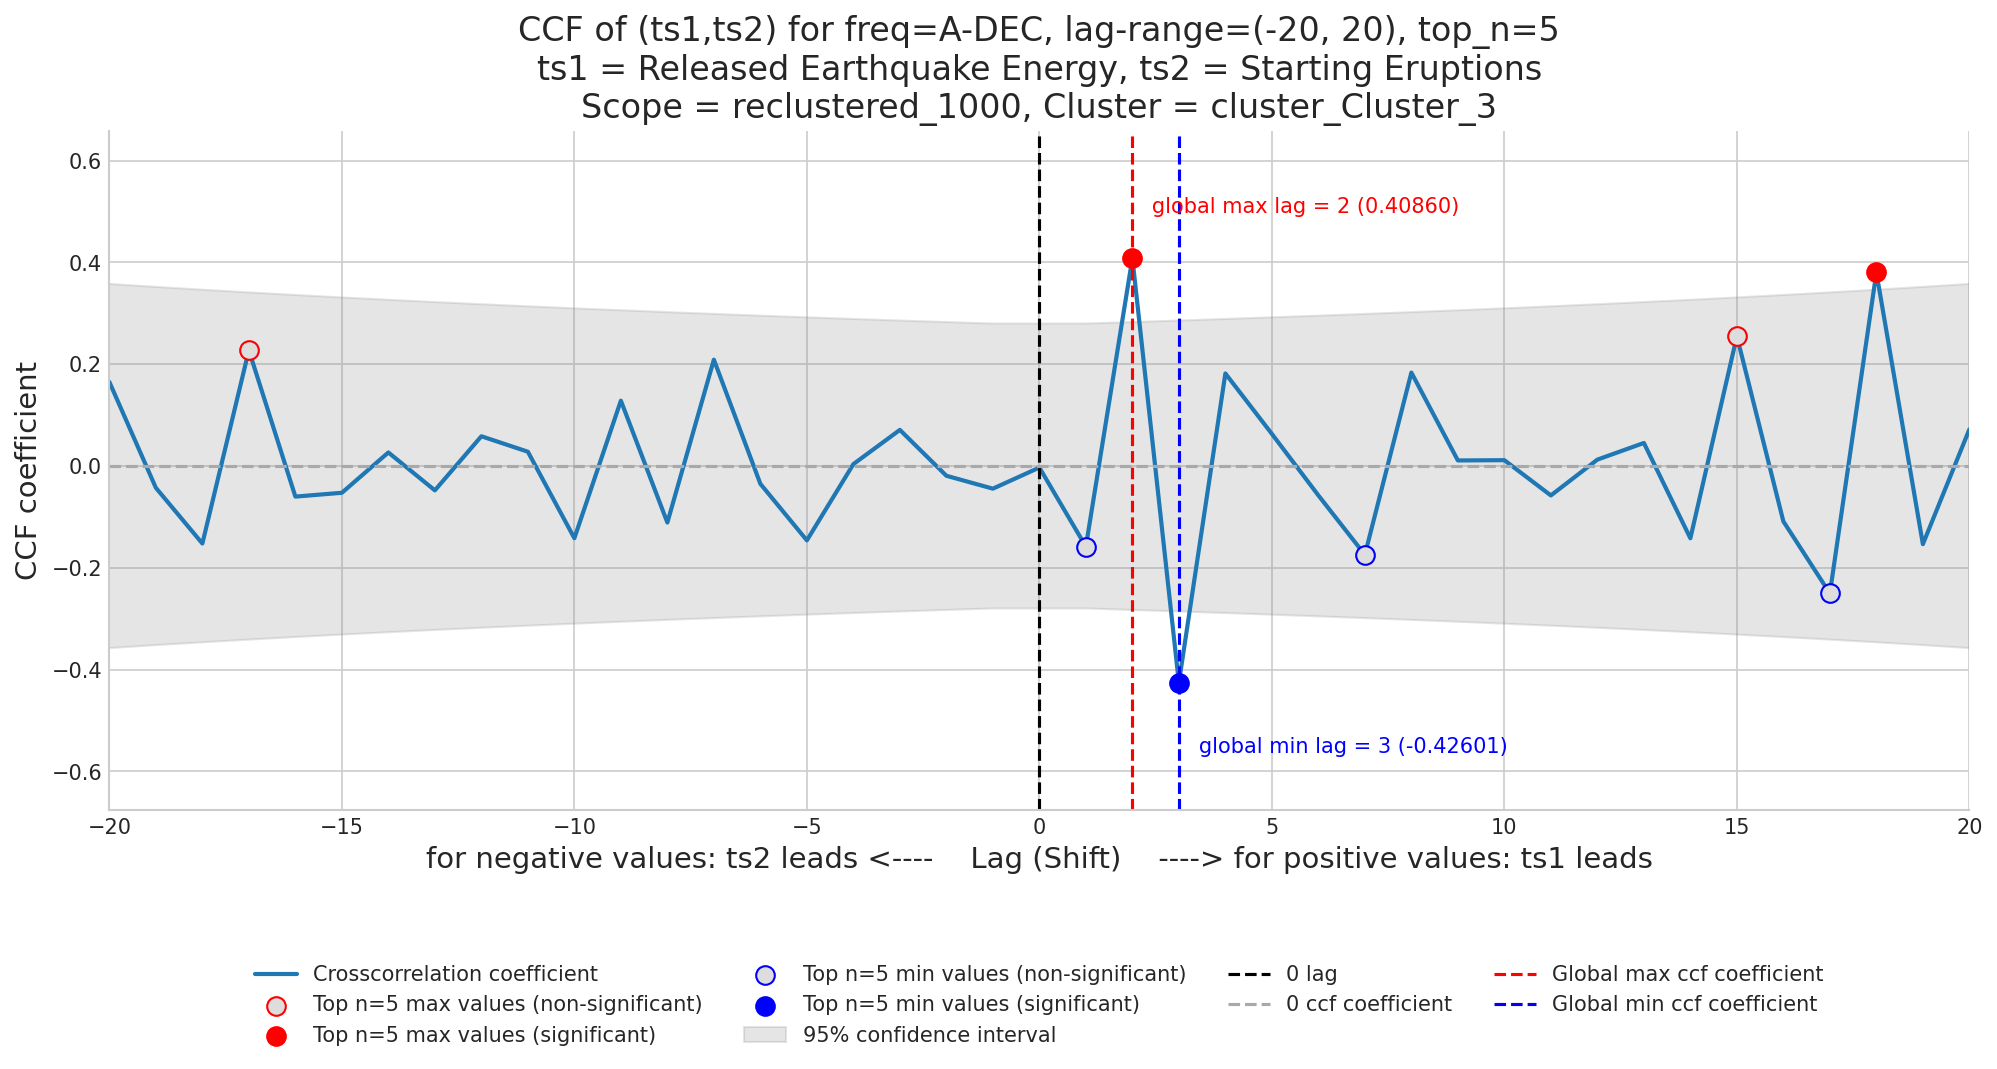 CCF of (ts1,ts2) for freq=A-DEC, lag-range=(-20, 20), top_n=5
ts1 = Released Earthquake Energy, ts2 = Starting Eruptions
Scope = reclustered_1000, Cluster = cluster_Cluster_3
CCF coefficient
0.6
0.4
0.2
0.0
−0.2
−0.4
−0.6
global max lag = 2 (0.40860)
global min lag = 3 (-0.42601)
−20 −15 −10 −5 0 5 10 15 20
for negative values: ts2 leads <---- Lag (Shift) ----> for positive values: ts1 leads
Crosscorrelation coefficient
Top n=5 max values (non-significant)
Top n=5 max values (significant)
Top n=5 min values (non-significant)
Top n=5 min values (significant)
95% confidence interval
0 lag
0 ccf coefficient
Global max ccf coefficient
Global min ccf coefficient